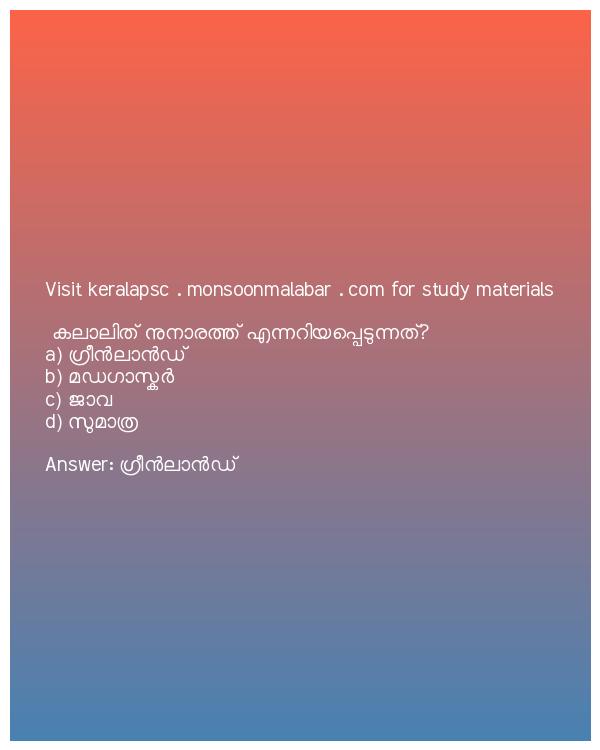 Visit keralapsc . monsoonmalabar . com for study materials
കലാലിത് നുനാരത്ത് എന്നറിയപ്പെടുന്നത്?
a) ഗ്രീൻലാൻഡ്
b) മഡഗാസ്കർ
c) ജാവ
d) സുമാത്ര
Answer: ഗ്രീൻലാൻഡ്